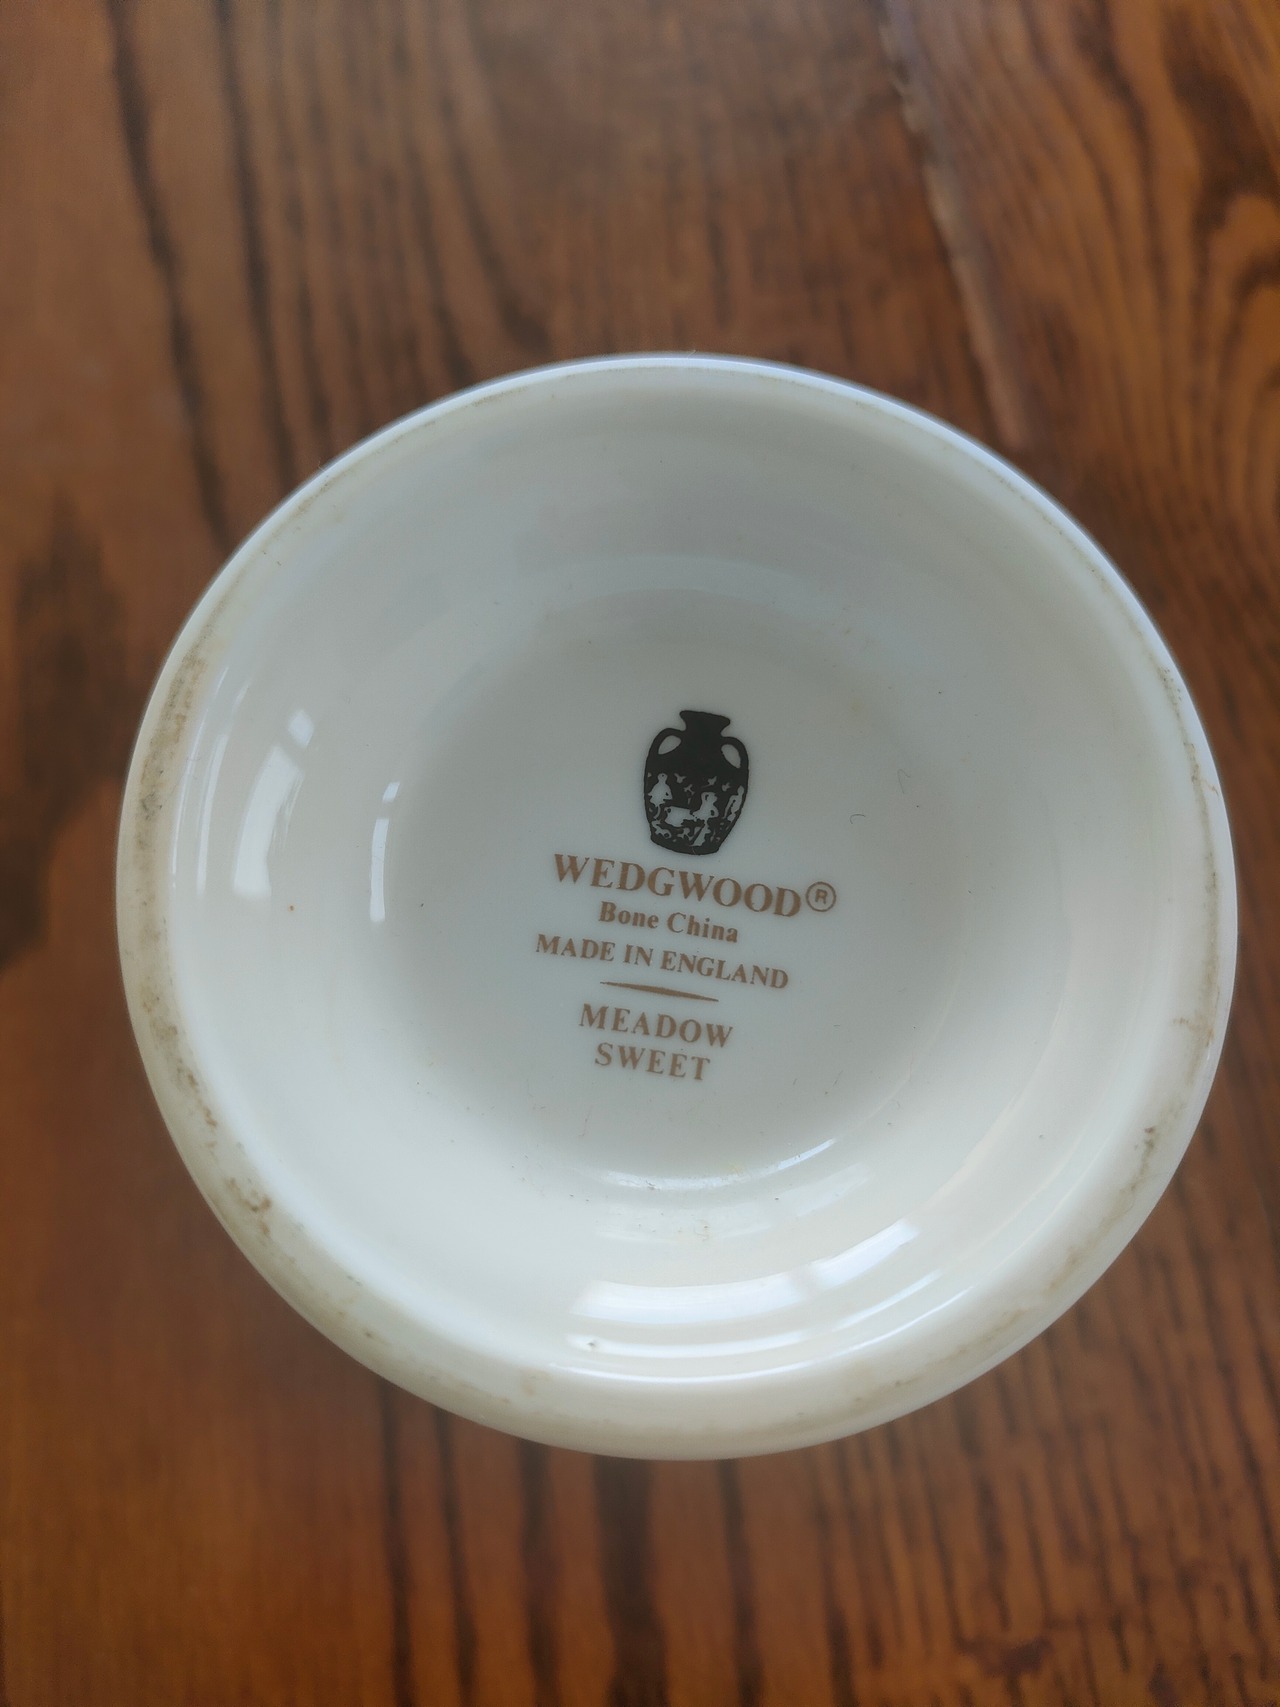 WEDGWOOD®
Bone China
MADE IN ENGLAND
MEADOW
SWEET